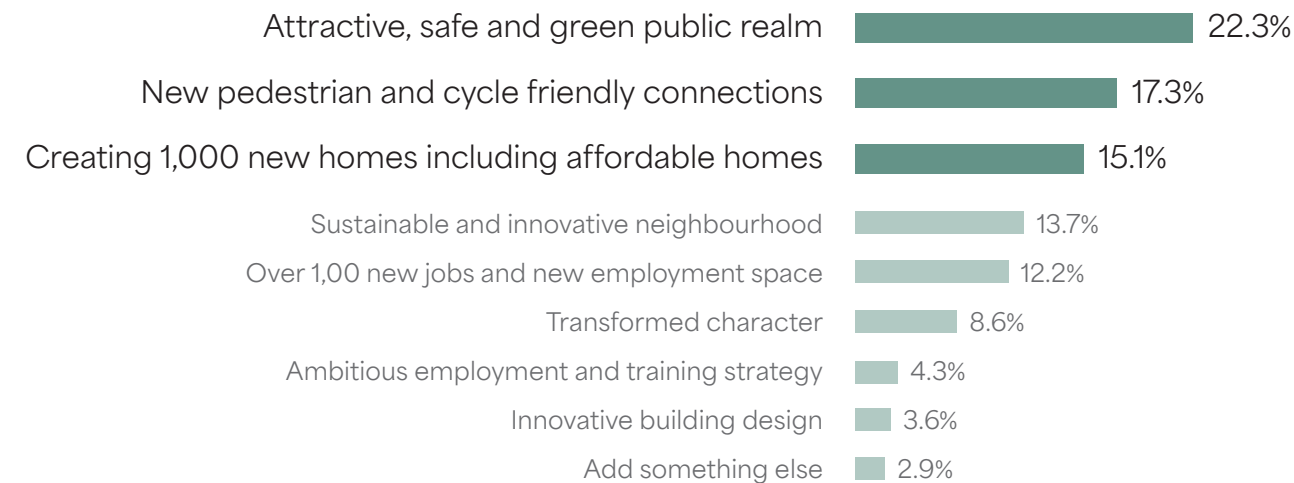 Attractive, safe and green public realm 22.3%
New pedestrian and cycle friendly connections 17.3%
Creating 1,000 new homes including affordable homes 15.1%
Sustainable and innovative neighbourhood 13.7%
Over 1,00 new jobs and new employment space 12.2%
Transformed character 8.6%
Ambitious employment and training strategy 4.3%
Innovative building design 3.6%
Add something else 2.9%